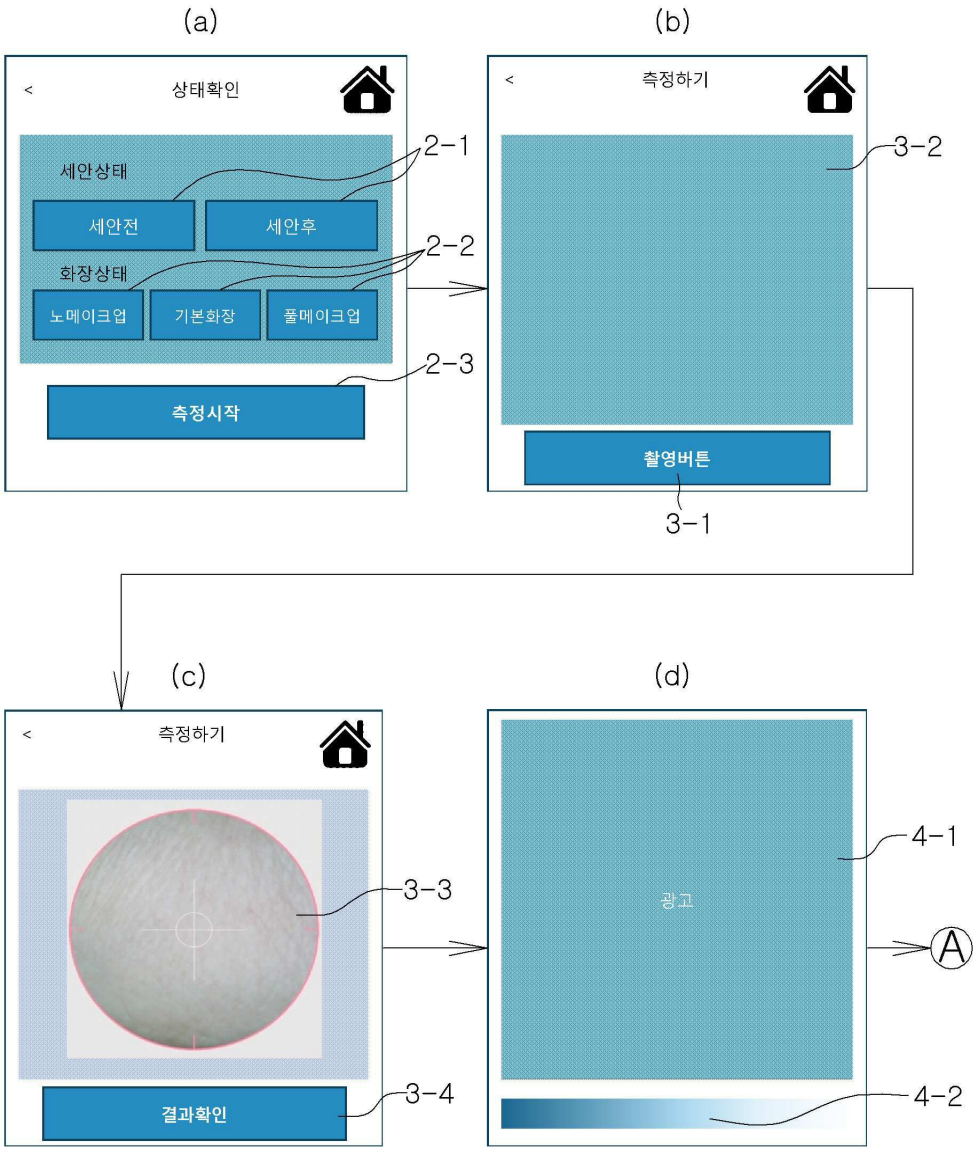 (a)
(b)
< 상태확인
< 측정하기
세안상태
2-1
3-2
세안전 세안후
화장상태
2-2
노메이크업 기본화장 풀메이크업
2-3
측정시작
촬영버튼
3-1
(c)
(d)
< 측정하기
3-3
광고
4-1
A
3-4
결과확인
4-2